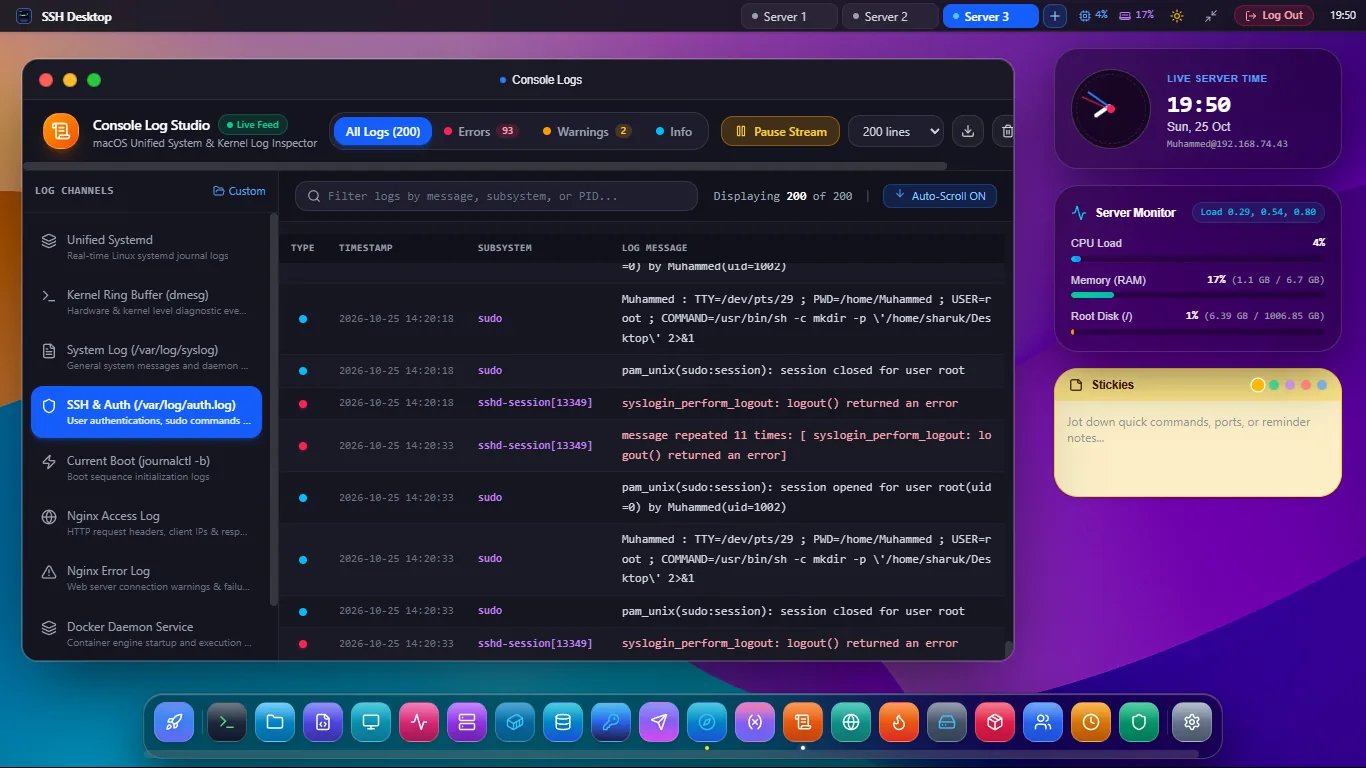 SSH Desktop
Server 1
Server 2
Server 3
4%
17%
Log Out
19:50
Console Logs
Console Log Studio
Live Feed
macOS Unified System & Kernel Log Inspector
All Logs (200)
Errors 93
Warnings 2
Info
Pause Stream
200 lines
LOG CHANNELS
Custom
Unified Systemd
Real-time Linux systemd journal logs
Kernel Ring Buffer (dmesg)
Hardware & kernel level diagnostic eve...
System Log (/var/log/syslog)
General system messages and daemon ...
SSH & Auth (/var/log/auth.log)
User authentications, sudo commands ...
Current Boot (journalctl -b)
Boot sequence initialization logs
Nginx Access Log
HTTP request headers, client IPs & resp...
Nginx Error Log
Web server connection warnings & failu...
Docker Daemon Service
Container engine startup and execution ...
Filter logs by message, subsystem, or PID...
Displaying 200 of 200
Auto-Scroll ON
TYPE TIMESTAMP SUBSYSTEM LOG MESSAGE
=0) by Muhammed(uid=1002)
2026-10-25 14:20:18 sudo Muhammed : TTY=/dev/pts/29 ; PWD=/home/Muhammed ; USER=r
oot ; COMMAND=/usr/bin/sh -c mkdir -p \'/home/sharuk/Des
ktop\' 2>&1
2026-10-25 14:20:18 sudo pam_unix(sudo:session): session closed for user root
2026-10-25 14:20:18 sshd-session[13349] syslogin_perform_logout: logout() returned an error
2026-10-25 14:20:33 sshd-session[13349] message repeated 11 times: [ syslogin_perform_logout: lo
gout() returned an error]
2026-10-25 14:20:33 sudo pam_unix(sudo:session): session opened for user root(uid
=0) by Muhammed(uid=1002)
2026-10-25 14:20:33 sudo Muhammed : TTY=/dev/pts/29 ; PWD=/home/Muhammed ; USER=r
oot ; COMMAND=/usr/bin/sh -c mkdir -p \'/home/sharuk/Des
ktop\' 2>&1
2026-10-25 14:20:33 sudo pam_unix(sudo:session): session closed for user root
2026-10-25 14:20:33 sshd-session[13349] syslogin_perform_logout: logout() returned an error
LIVE SERVER TIME
19:50
Sun, 25 Oct
Muhammed@192.168.74.43
Server Monitor
Load 0.29, 0.54, 0.80
CPU Load 4%
Memory (RAM) 17% (1.1 GB / 6.7 GB)
Root Disk (/) 1% (6.39 GB / 1006.85 GB)
Stickies
Jot down quick commands, ports, or reminder
notes...